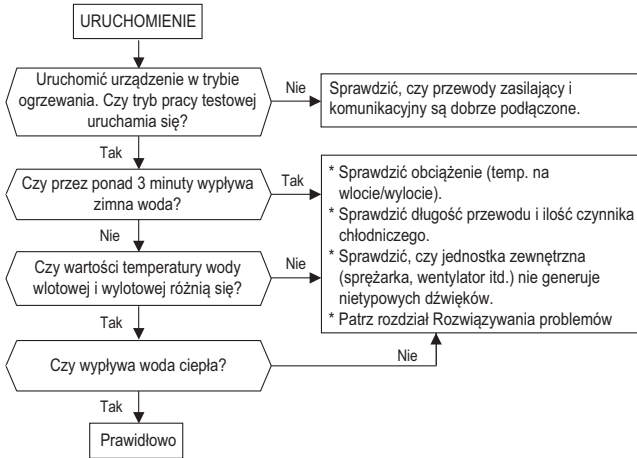 URUCHOMIENIE
Uruchomić urządzenie w trybie
ogrzewania. Czy tryb pracy testowej
uruchamia się?
Nie
Sprawdzić, czy przewody zasilający i
komunikacyjny są dobrze podłączone.
Tak
Czy przez ponad 3 minuty wypływa
zimna woda?
Tak
* Sprawdzić obciążenie (temp. na
wlocie/wylocie).
* Sprawdzić długość przewodu i ilość czynnika
chłodniczego.
* Sprawdzić, czy jednostka zewnętrzna
(sprężarka, wentylator itd.) nie generuje
nietypowych dźwięków.
* Patrz rozdział Rozwiązywania problemów
Nie
Czy wartości temperatury wody
wlotowej i wylotowej różnią się?
Nie
Tak
Czy wypływa woda ciepła?
Nie
Tak
Prawidłowo